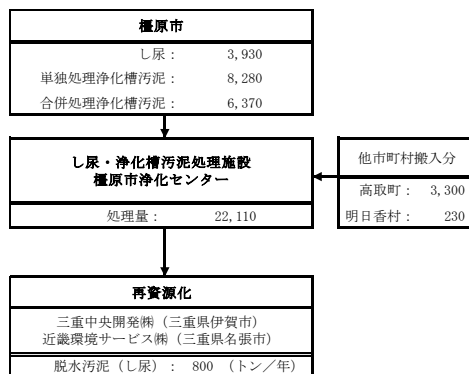 橿原市
し尿： 3,930
単独処理浄化槽汚泥： 8,280
合併処理浄化槽汚泥： 6,370
し尿・浄化槽汚泥処理施設
橿原市浄化センター
処理量： 22,110
他市町村搬入分
高取町： 3,300
明日香村： 230
再資源化
三重中央開発㈱（三重県伊賀市）
近畿環境サービス㈱（三重県名張市）
脱水汚泥（し尿）： 800 （トン／年）